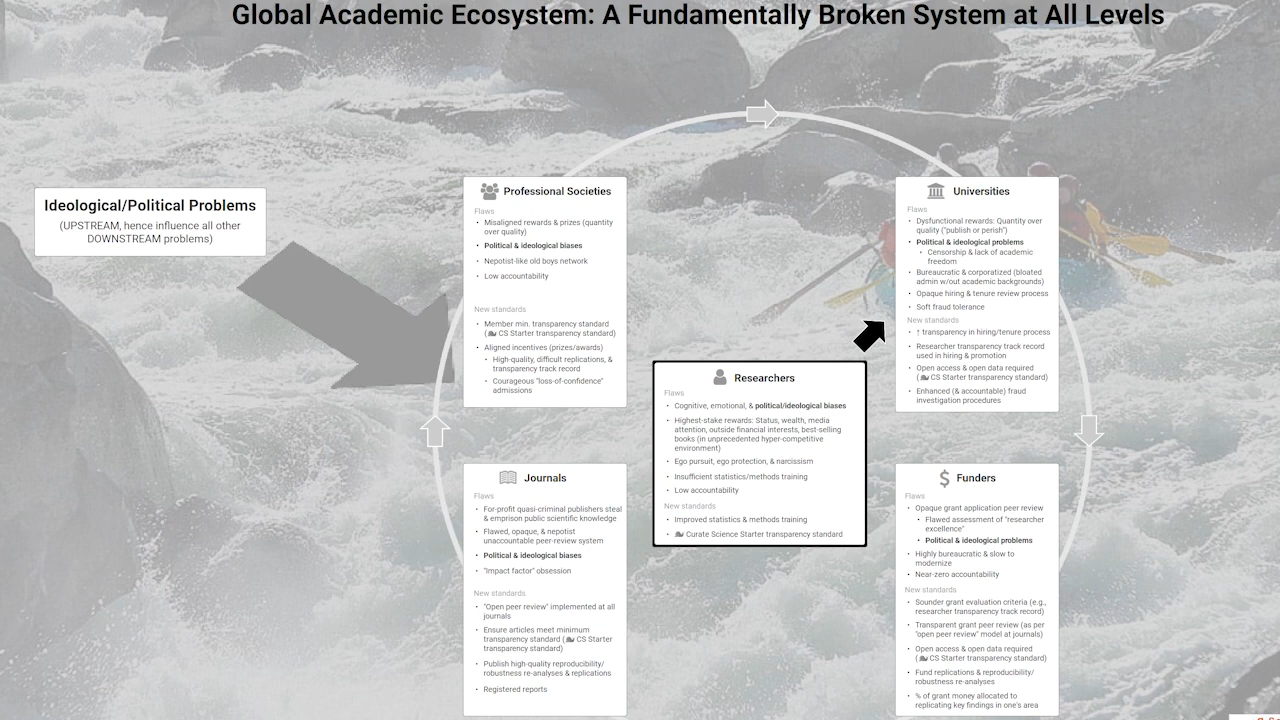 Global Academic Ecosystem: A Fundamentally Broken System at All Levels
Ideological/Political Problems
(UPSTREAM, hence influence all other
DOWNSTREAM problems)
Professional Societies
Flaws
• Misaligned rewards & prizes (quantity
over quality)
• Political & ideological biases
• Nepotist-like old boys network
• Low accountability
New standards
• Member min. transparency standard
( CS Starter transparency standard)
• Aligned incentives (prizes/awards)
• High-quality, difficult replications, &
transparency track record
• Courageous "loss-of-confidence"
admissions
Universities
Flaws
• Dysfunctional rewards: Quantity over
quality ("publish or perish")
• Political & ideological problems
• Censorship & lack of academic
freedom
• Bureaucratic & corporatized (bloated
admin w/out academic backgrounds)
• Opaque hiring & tenure review process
• Soft fraud tolerance
New standards
• ↑ transparency in hiring/tenure process
• Researcher transparency track record
used in hiring & promotion
• Open access & open data required
( CS Starter transparency standard)
• Enhanced (& accountable) fraud
investigation procedures
Researchers
Flaws
• Cognitive, emotional, & political/ideological biases
• Highest-stake rewards: Status, wealth, media
attention, outside financial interests, best-selling
books (in unprecedented hyper-competitive
environment)
• Ego pursuit, ego protection, & narcissism
• Insufficient statistics/methods training
• Low accountability
New standards
• Improved statistics & methods training
• Curate Science Starter transparency standard
Journals
Flaws
• For-profit quasi-criminal publishers steal
& emprison public scientific knowledge
• Flawed, opaque, & nepotist
unaccountable peer-review system
• Political & ideological biases
• "Impact factor" obsession
New standards
• "Open peer review" implemented at all
journals
• Ensure articles meet minimum
transparency standard ( CS Starter
transparency standard)
• Publish high-quality reproducibility/
robustness re-analyses & replications
• Registered reports
Funders
Flaws
• Opaque grant application peer review
• Flawed assessment of "researcher
excellence"
• Political & ideological problems
• Highly bureaucratic & slow to
modernize
• Near-zero accountability
New standards
• Sounder grant evaluation criteria (e.g.,
researcher transparency track record)
• Transparent grant peer review (as per
"open peer review" model at journals)
• Open access & open data required
( CS Starter transparency standard)
• Fund replications & reproducibility/
robustness re-analyses
• % of grant money allocated to
replicating key findings in one's area